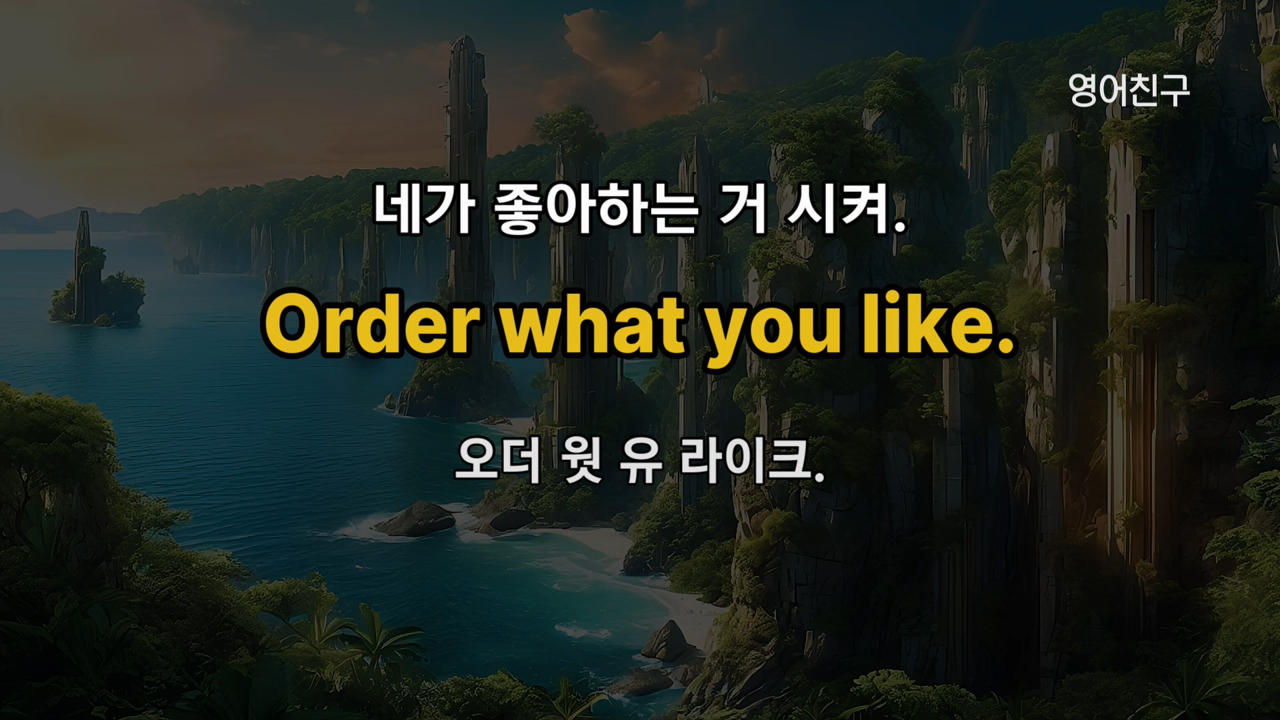 영어친구
네가 좋아하는 거 시켜.
Order what you like.
오더 웟 유 라이크.